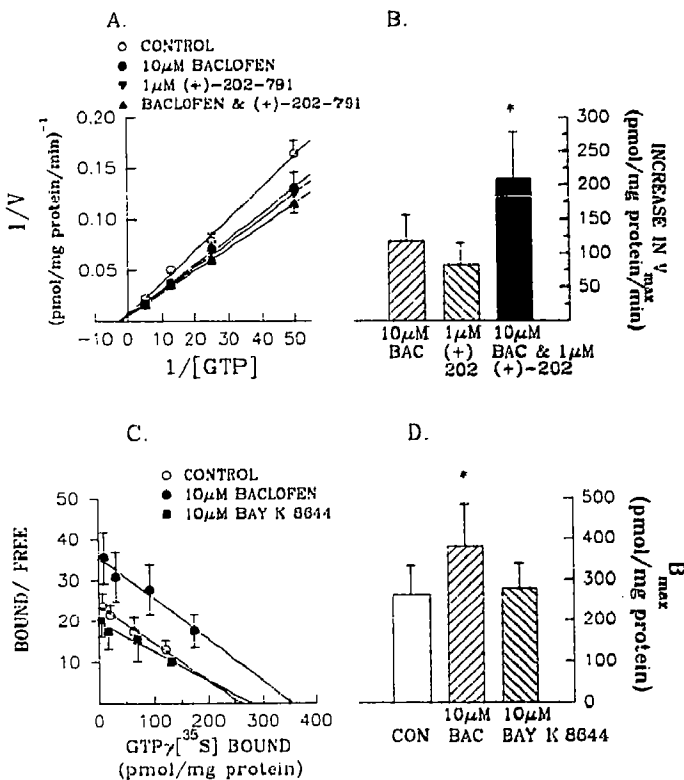 A.
○ CONTROL
● 10μM BACLOFEN
▼ 1μM (+)-202-791
▲ BACLOFEN & (+)-202-791
1/V
(pmol/mg protein/min)⁻¹
0.20
0.15
0.10
0.05
-10 0 10 20 30 40 50
1/[GTP]
B.
*
300
250
200
150
100
50
INCREASE IN Vmax
(pmol/mg protein/min)
10μM
BAC
1μM
(+)
202
10μM
BAC & 1μM
(+)-202
C.
○ CONTROL
● 10μM BACLOFEN
■ 10μM BAY K 8644
BOUND/ FREE
50
40
30
20
10
0 100 200 300 400
GTPγ[³⁵S] BOUND
(pmol/mg protein)
D.
*
500
400
300
200
100
0
Bmax
(pmol/mg protein)
CON
10μM
BAC
10μM
BAY K 8644